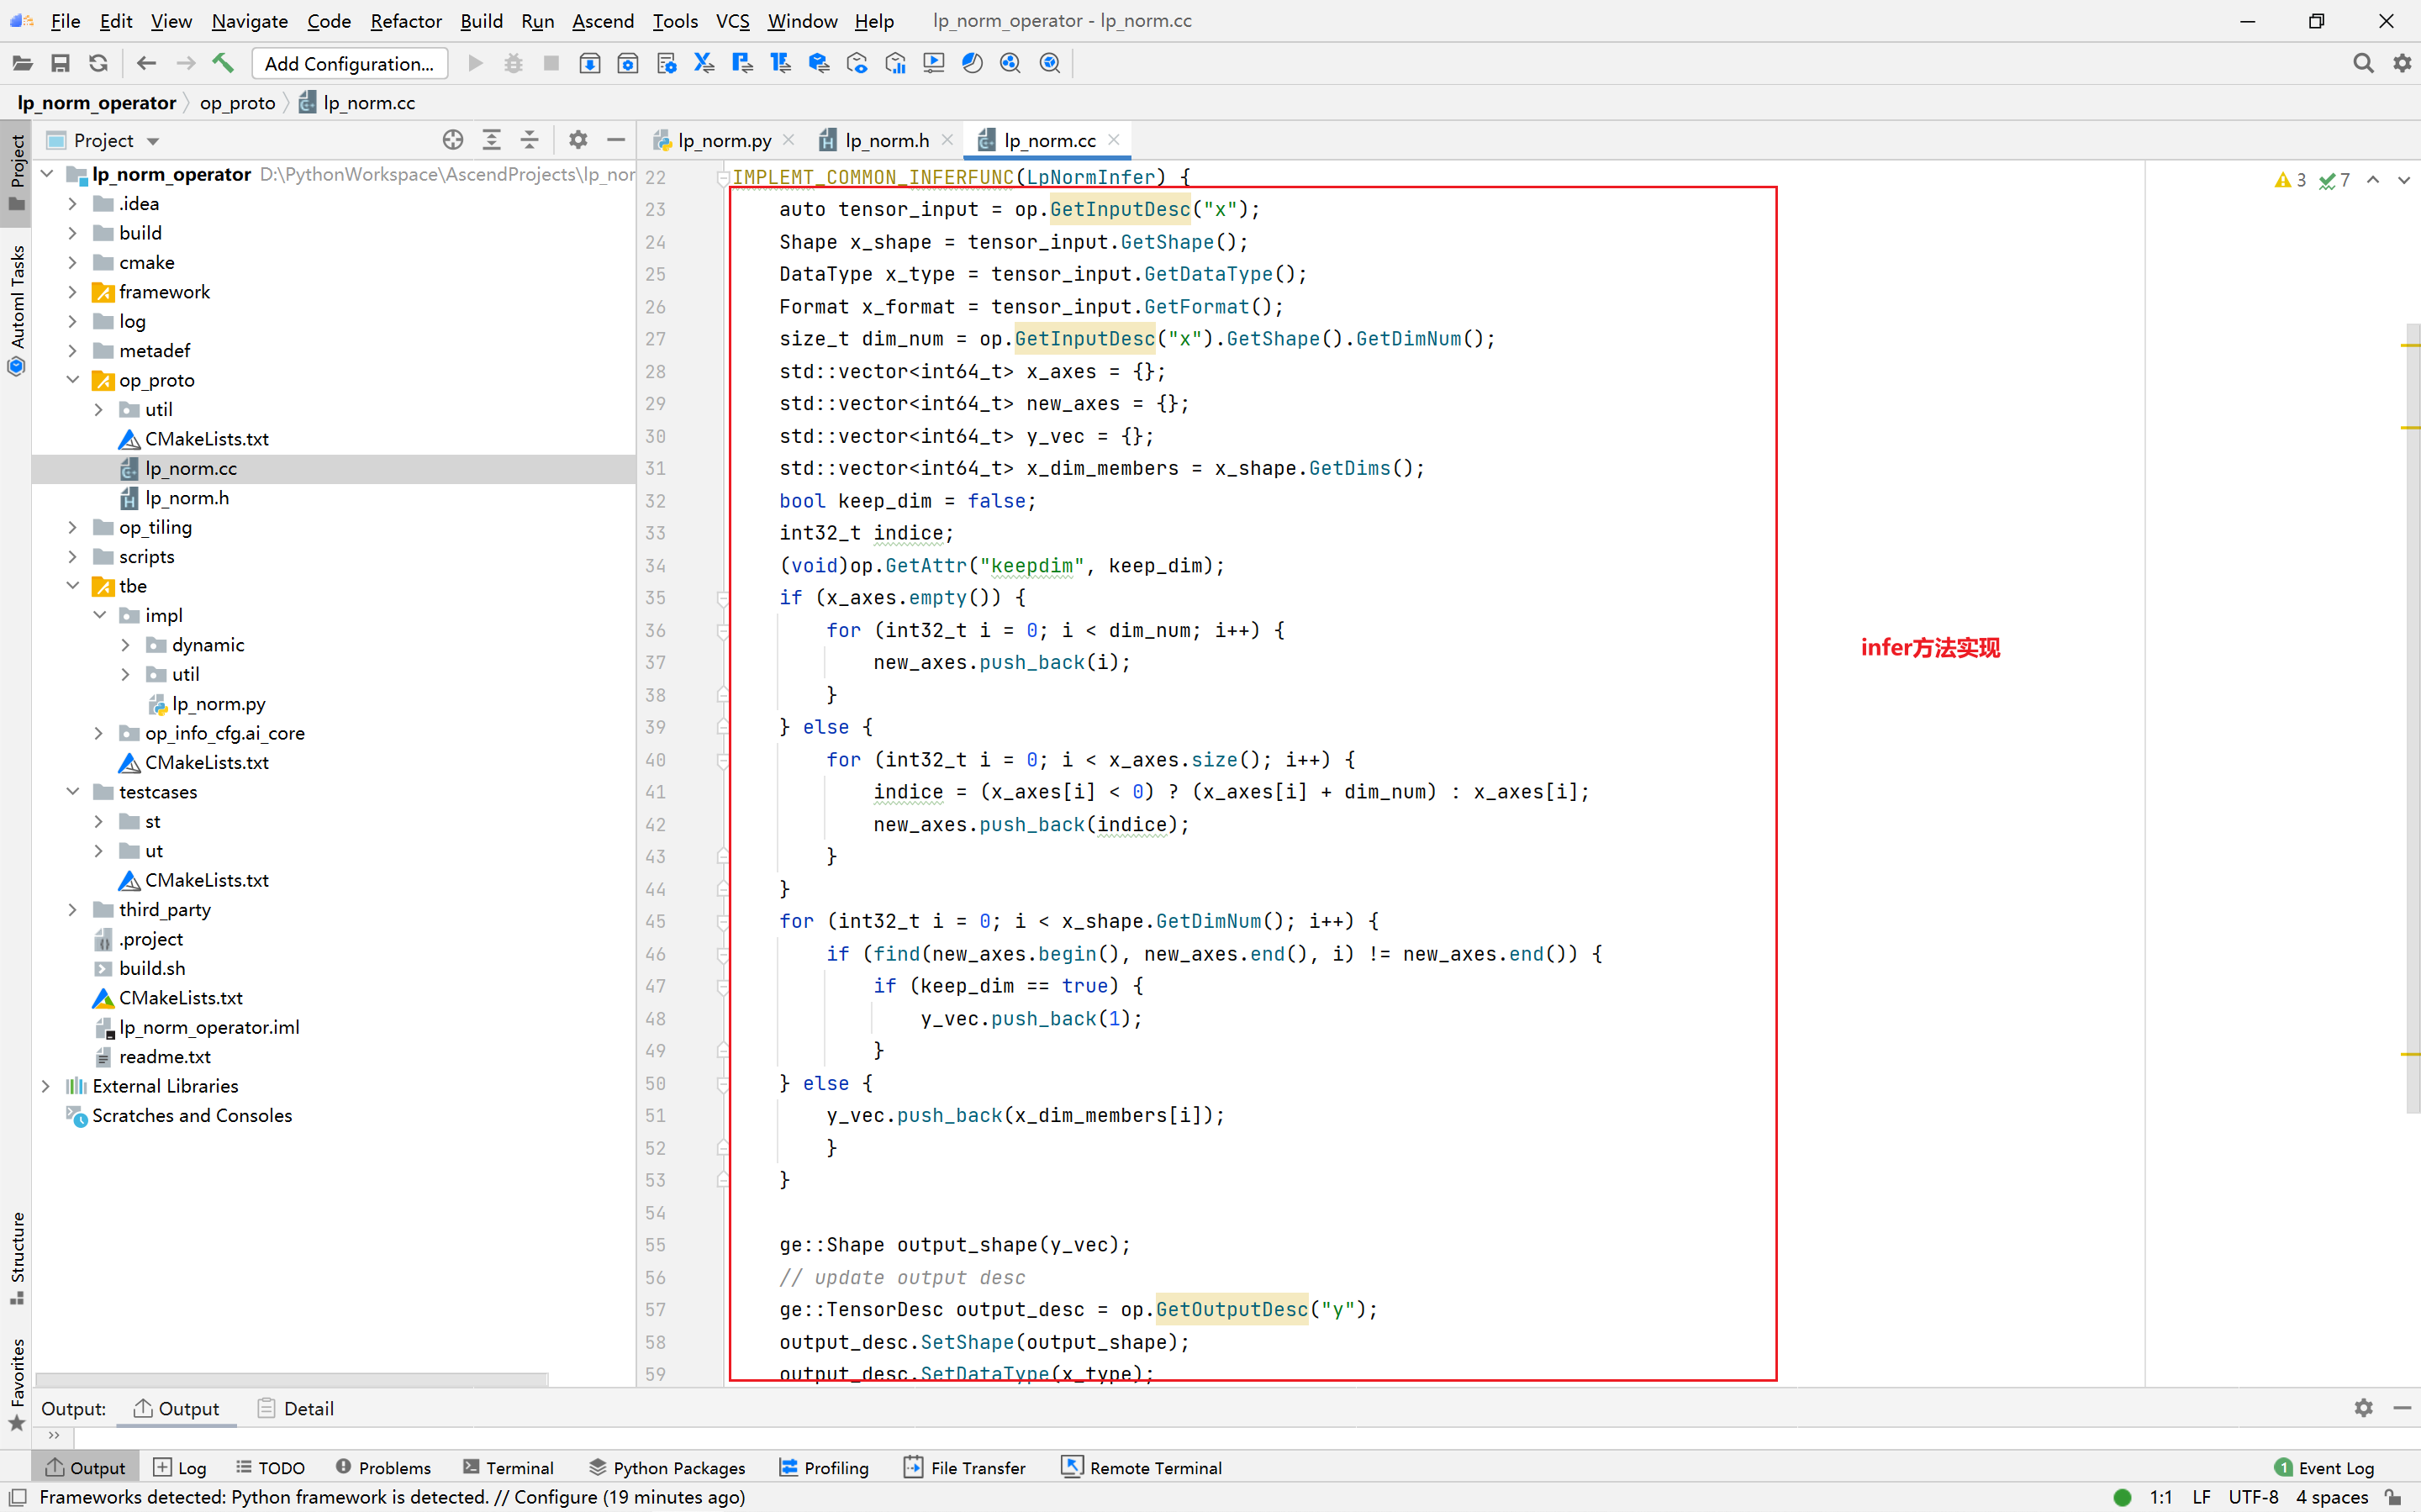 File Edit View Navigate Code Refactor Build Run Ascend Tools VCS Window Help lp_norm_operator - lp_norm.cc
Add Configuration...
lp_norm_operator op_proto lp_norm.cc
Project
Automl Tasks
Structure
Favorites
Project
lp_norm_operator D:\PythonWorkspace\AscendProjects\lp_nor
.idea
build
cmake
framework
log
metadef
op_proto
util
CMakeLists.txt
lp_norm.cc
lp_norm.h
op_tiling
scripts
tbe
impl
dynamic
util
lp_norm.py
op_info_cfg.ai_core
CMakeLists.txt
testcases
st
ut
CMakeLists.txt
third_party
.project
build.sh
CMakeLists.txt
lp_norm_operator.iml
readme.txt
External Libraries
Scratches and Consoles
lp_norm.py lp_norm.h lp_norm.cc
3 7
22 IMPLEMT_COMMON_INFERFUNC(LpNormInfer) {
23 auto tensor_input = op.GetInputDesc("x");
24 Shape x_shape = tensor_input.GetShape();
25 DataType x_type = tensor_input.GetDataType();
26 Format x_format = tensor_input.GetFormat();
27 size_t dim_num = op.GetInputDesc("x").GetShape().GetDimNum();
28 std::vector<int64_t> x_axes = {};
29 std::vector<int64_t> new_axes = {};
30 std::vector<int64_t> y_vec = {};
31 std::vector<int64_t> x_dim_members = x_shape.GetDims();
32 bool keep_dim = false;
33 int32_t indice;
34 (void)op.GetAttr("keepdim", keep_dim);
35 if (x_axes.empty()) {
36 for (int32_t i = 0; i < dim_num; i++) {
37 new_axes.push_back(i);
38 }
39 } else {
40 for (int32_t i = 0; i < x_axes.size(); i++) {
41 indice = (x_axes[i] < 0) ? (x_axes[i] + dim_num) : x_axes[i];
42 new_axes.push_back(indice);
43 }
44 }
45 for (int32_t i = 0; i < x_shape.GetDimNum(); i++) {
46 if (find(new_axes.begin(), new_axes.end(), i) != new_axes.end()) {
47 if (keep_dim == true) {
48 y_vec.push_back(1);
49 }
50 } else {
51 y_vec.push_back(x_dim_members[i]);
52 }
53 }
54
55 ge::Shape output_shape(y_vec);
56 // update output desc
57 ge::TensorDesc output_desc = op.GetOutputDesc("y");
58 output_desc.SetShape(output_shape);
59 output_desc.SetDataType(x_type);
infer方法实现
Output: Output Detail
»
Output Log TODO Problems Terminal Python Packages Profiling File Transfer Remote Terminal 1 Event Log
Frameworks detected: Python framework is detected. // Configure (19 minutes ago) 1:1 LF UTF-8 4 spaces